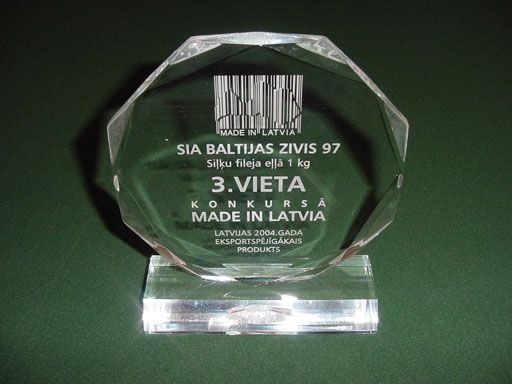 MADE IN LATVIA
SIA BALTIJAS ZIVIS 97
Siļķu fileja eļļā 1 kg
3.VIETA
KONKURSĀ
MADE IN LATVIA
LATVIJAS 2004.GADA
EKSPORTSPĒJĪGĀKAIS
PRODUKTS